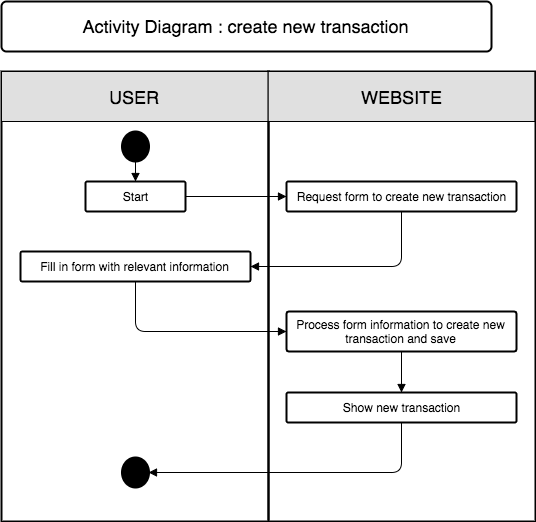 Activity Diagram : create new transaction
USER
WEBSITE
Start
Request form to create new transaction
Fill in form with relevant information
Process form information to create new
transaction and save
Show new transaction